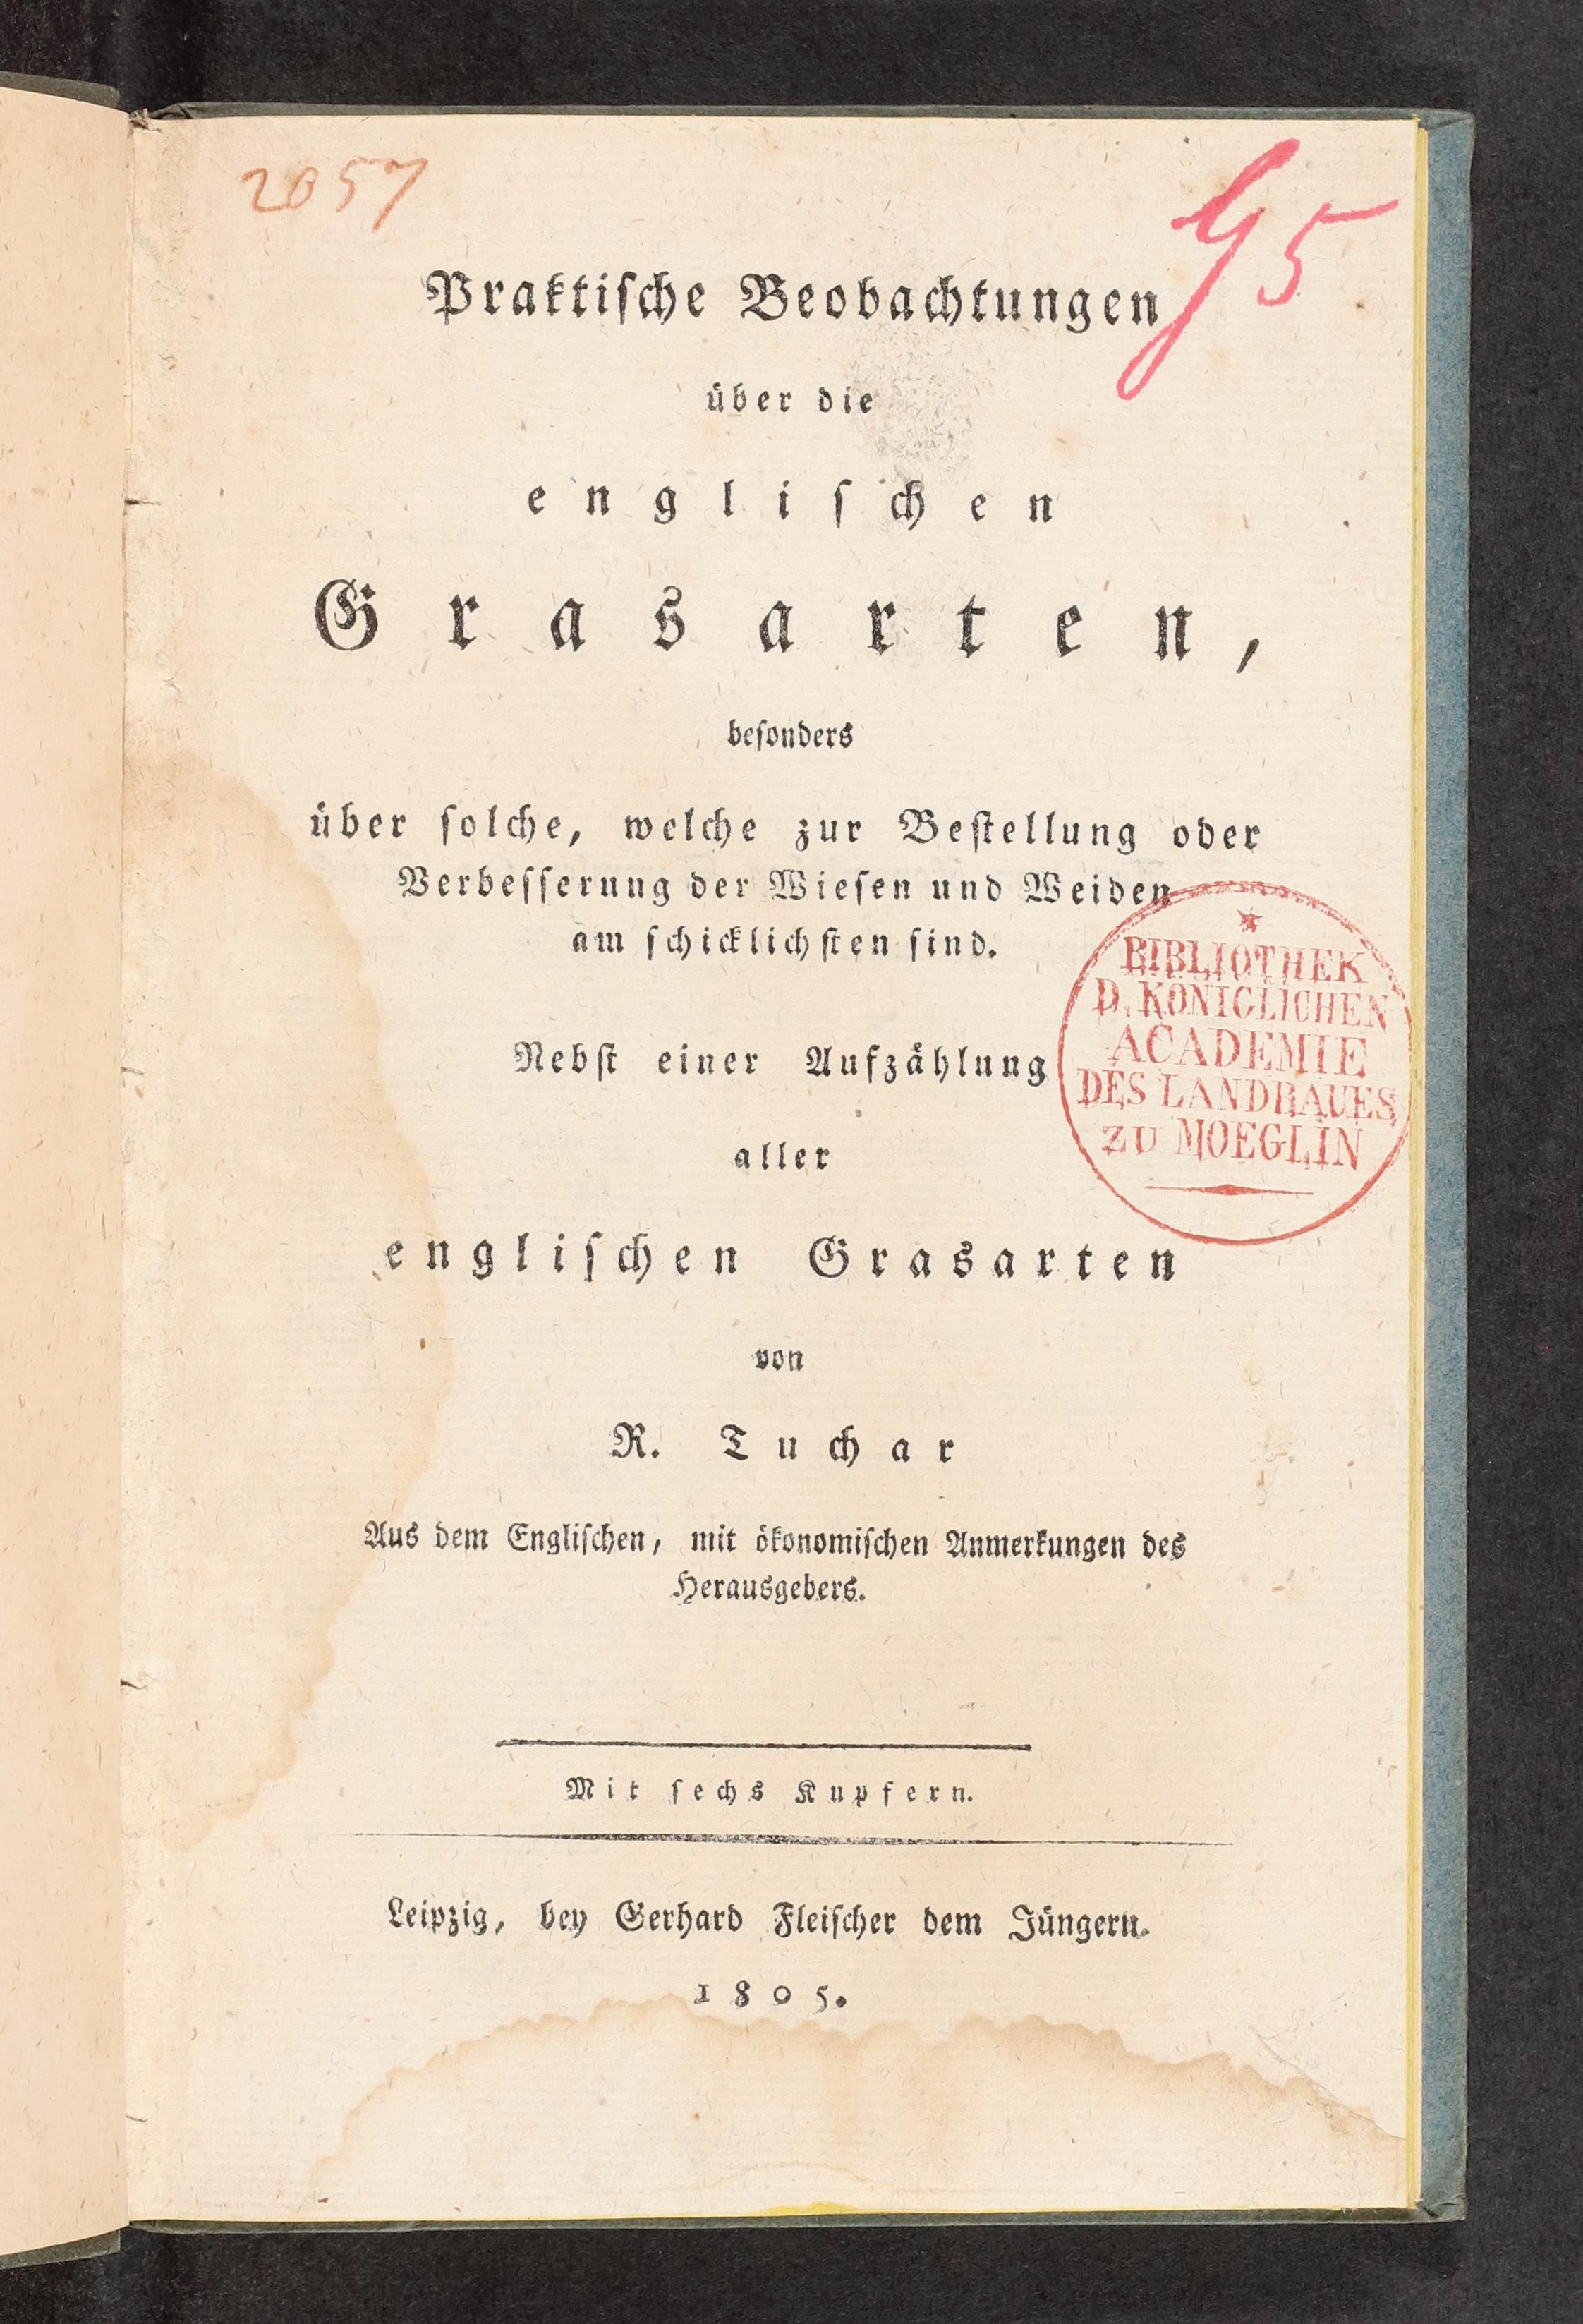 2057
95
Praktische Beobachtungen
über die
englischen
Grasarten,
besonders
über solche, welche zur Bestellung oder
Verbesserung der Wiesen und Weiden
am schicklichsten sind.
Nebst einer Aufzählung
aller
englischen Grasarten
von
R. Tuchar
Aus dem Englischen, mit ökonomischen Anmerkungen des
Herausgebers.
Mit sechs Kupfern.
Leipzig, bey Gerhard Fleischer dem Jüngern.
1805.
BIBLIOTHEK
D. KÖNIGLICHEN
ACADEMIE
DES LANDBAUES
ZU MOEGLIN